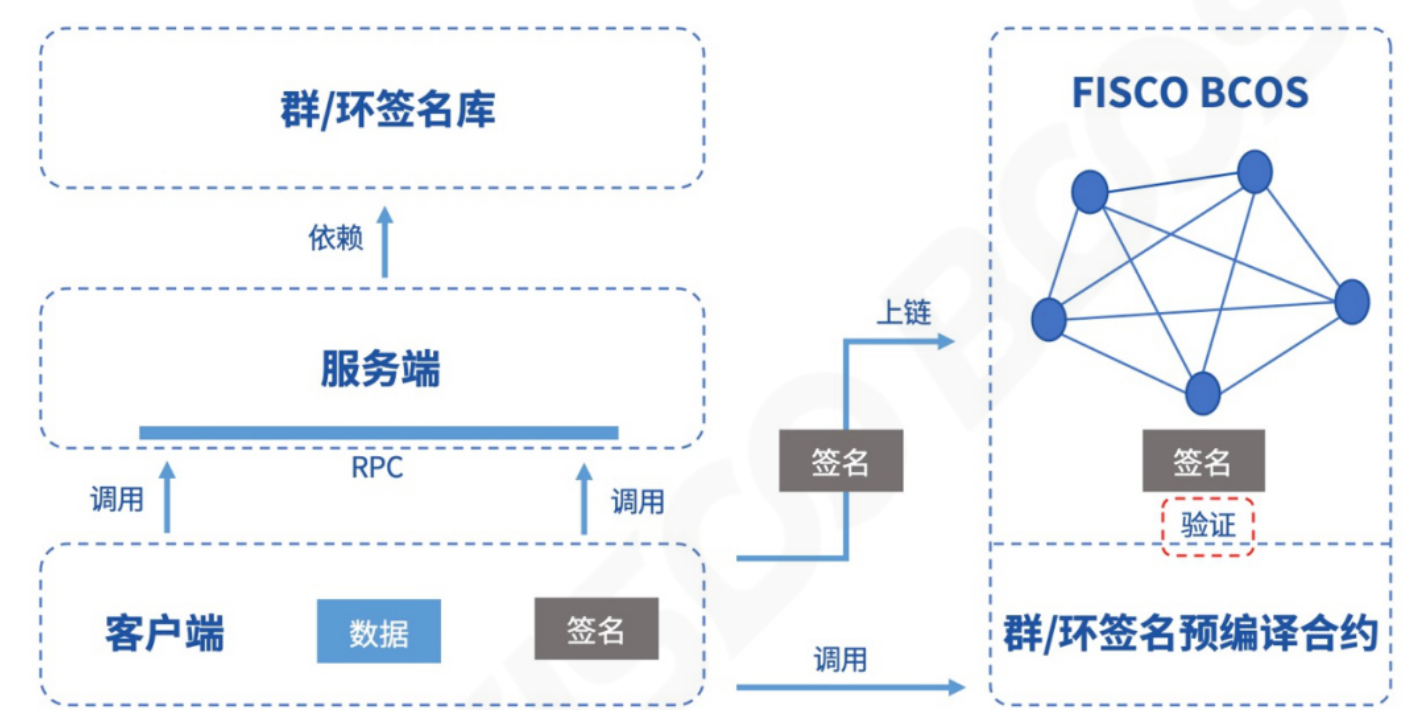 群/环签名库
依赖
服务端
RPC
调用
调用
客户端
数据
签名
上链
签名
调用
FISCO BCOS
签名
验证
群/环签名预编译合约
FISCO BCOS